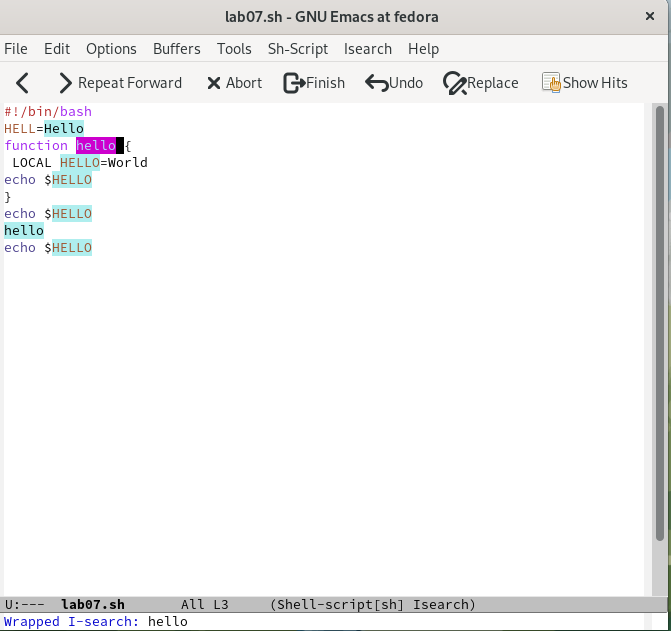 lab07.sh - GNU Emacs at fedora
File Edit Options Buffers Tools Sh-Script Isearch Help
Repeat Forward Abort Finish Undo Replace Show Hits
#!/bin/bash
HELL=Hello
function hello {
 LOCAL HELLO=World
echo $HELLO
}
echo $HELLO
hello
echo $HELLO
U:--- lab07.sh All L3 (Shell-script[sh] Isearch)
Wrapped I-search: hello